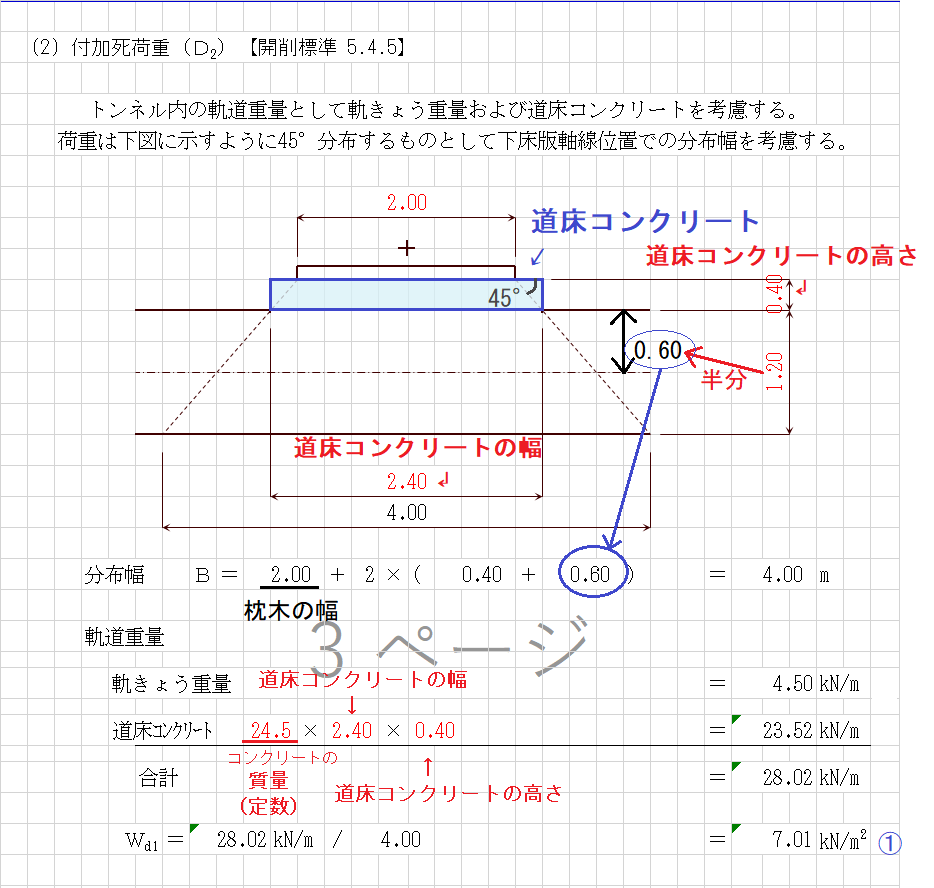 (2) 付加死荷重（D₂）【開削標準 5.4.5】
トンネル内の軌道重量として軌きょう重量および道床コンクリートを考慮する。
荷重は下図に示すように45°分布するものとして下床版軸線位置での分布幅を考慮する。
2.00
道床コンクリート
道床コンクリートの高さ
0.40
45°
0.60
半分
1.20
道床コンクリートの幅
2.40
4.00
分布幅 B = 2.00 + 2 × ( 0.40 + 0.60 ) = 4.00 m
枕木の幅
3 ページ
軌道重量
軌きょう重量 = 4.50 kN/m
道床コンクリートの幅
道床コンクリート 24.5 × 2.40 × 0.40 = 23.52 kN/m
コンクリートの
質量
(定数)
道床コンクリートの高さ
合計 = 28.02 kN/m
Wd1 = 28.02 kN/m / 4.00 = 7.01 kN/m² ①